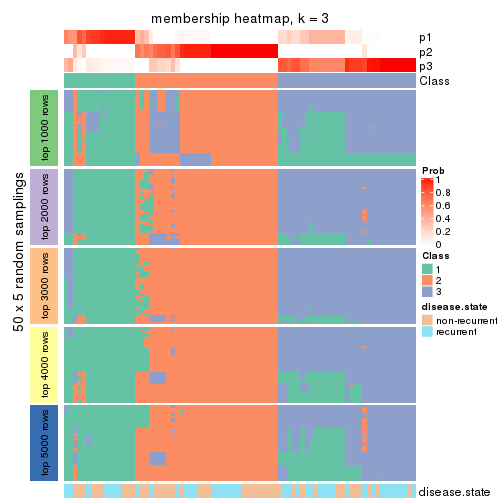 membership heatmap, k = 3
p1
p2
p3
Class
50 x 5 random samplings
top 1000 rows
top 2000 rows
top 3000 rows
top 4000 rows
top 5000 rows
Prob
1
0.8
0.6
0.4
0.2
0
Class
1
2
3
disease.state
non-recurrent
recurrent
disease.state